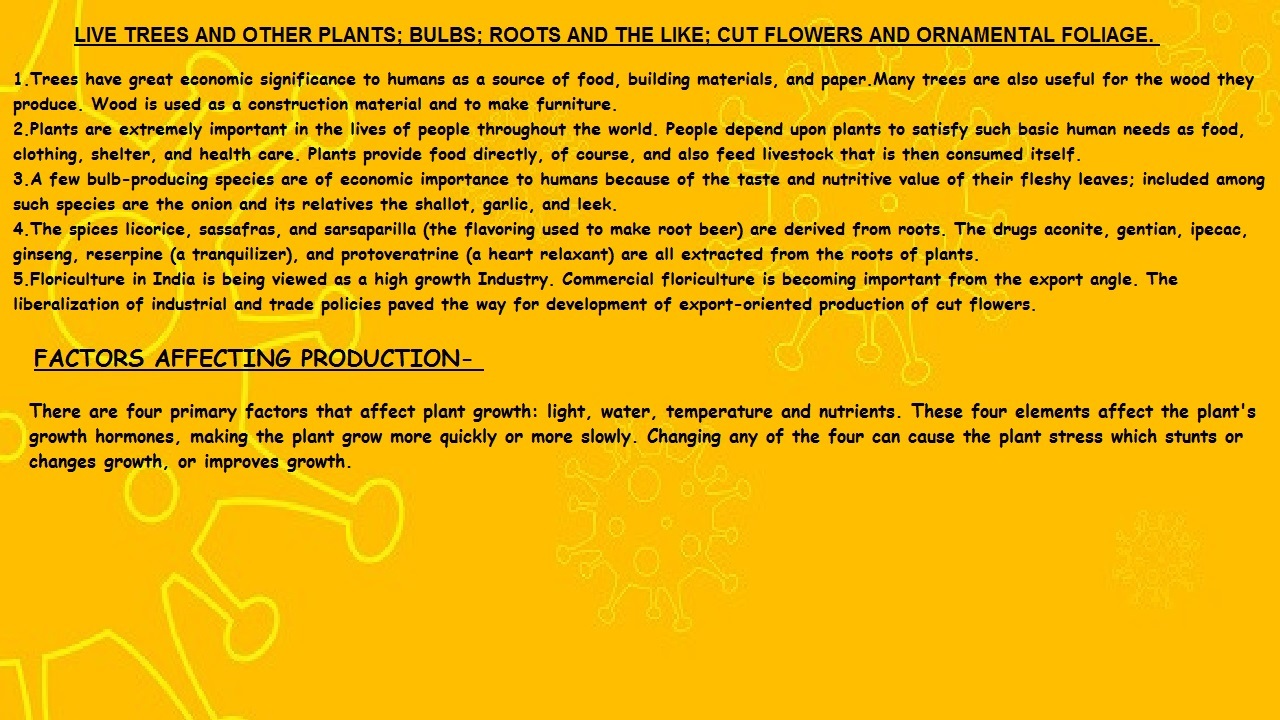 LIVE TREES AND OTHER PLANTS; BULBS; ROOTS AND THE LIKE; CUT FLOWERS AND ORNAMENTAL FOLIAGE.
1.Trees have great economic significance to humans as a source of food, building materials, and paper.Many trees are also useful for the wood they
produce. Wood is used as a construction material and to make furniture.
2.Plants are extremely important in the lives of people throughout the world. People depend upon plants to satisfy such basic human needs as food,
clothing, shelter, and health care. Plants provide food directly, of course, and also feed livestock that is then consumed itself.
3.A few bulb-producing species are of economic importance to humans because of the taste and nutritive value of their fleshy leaves; included among
such species are the onion and its relatives the shallot, garlic, and leek.
4.The spices licorice, sassafras, and sarsaparilla (the flavoring used to make root beer) are derived from roots. The drugs aconite, gentian, ipecac,
ginseng, reserpine (a tranquilizer), and protoveratrine (a heart relaxant) are all extracted from the roots of plants.
5.Floriculture in India is being viewed as a high growth Industry. Commercial floriculture is becoming important from the export angle. The
liberalization of industrial and trade policies paved the way for development of export-oriented production of cut flowers.
FACTORS AFFECTING PRODUCTION-
There are four primary factors that affect plant growth: light, water, temperature and nutrients. These four elements affect the plant's
growth hormones, making the plant grow more quickly or more slowly. Changing any of the four can cause the plant stress which stunts or
changes growth, or improves growth.